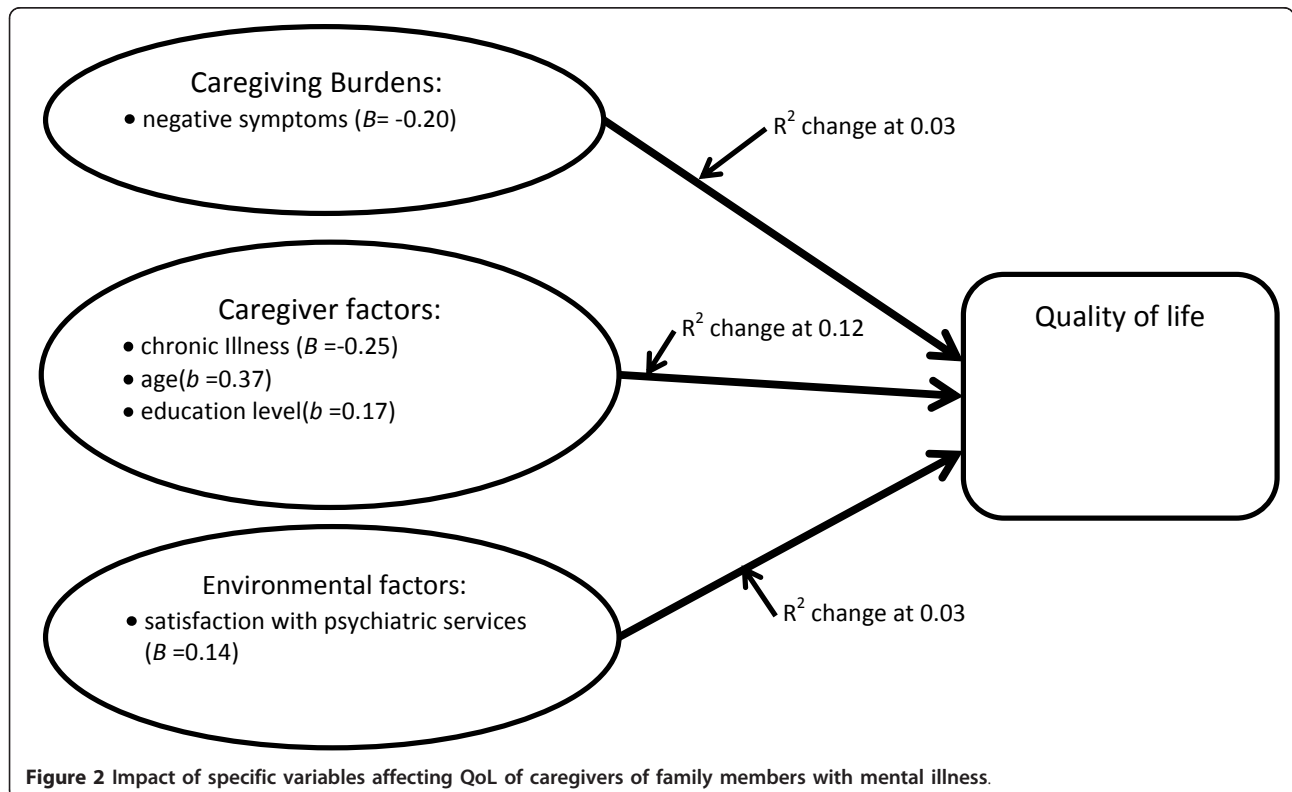 Caregiving Burdens:
• negative symptoms (B= -0.20)
R² change at 0.03
Caregiver factors:
• chronic Illness (B =-0.25)
• age(b =0.37)
• education level(b =0.17)
R² change at 0.12
Quality of life
Environmental factors:
• satisfaction with psychiatric services
(B =0.14)
R² change at 0.03
Figure 2 Impact of specific variables affecting QoL of caregivers of family members with mental illness.